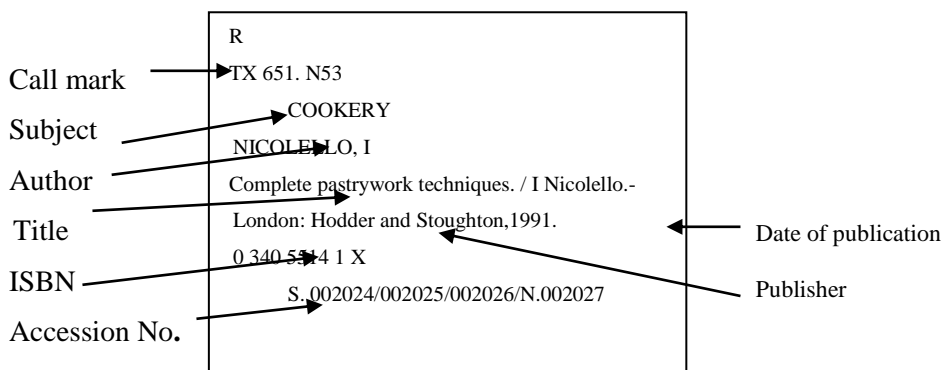 R
Call mark
TX 651. N53
Subject
COOKERY
Author
NICOLELLO, I
Title
Complete pastrywork techniques. / I Nicolello.-
London: Hodder and Stoughton,1991.
Date of publication
ISBN
0 340 5514 1 X
Publisher
Accession No.
S. 002024/002025/002026/N.002027